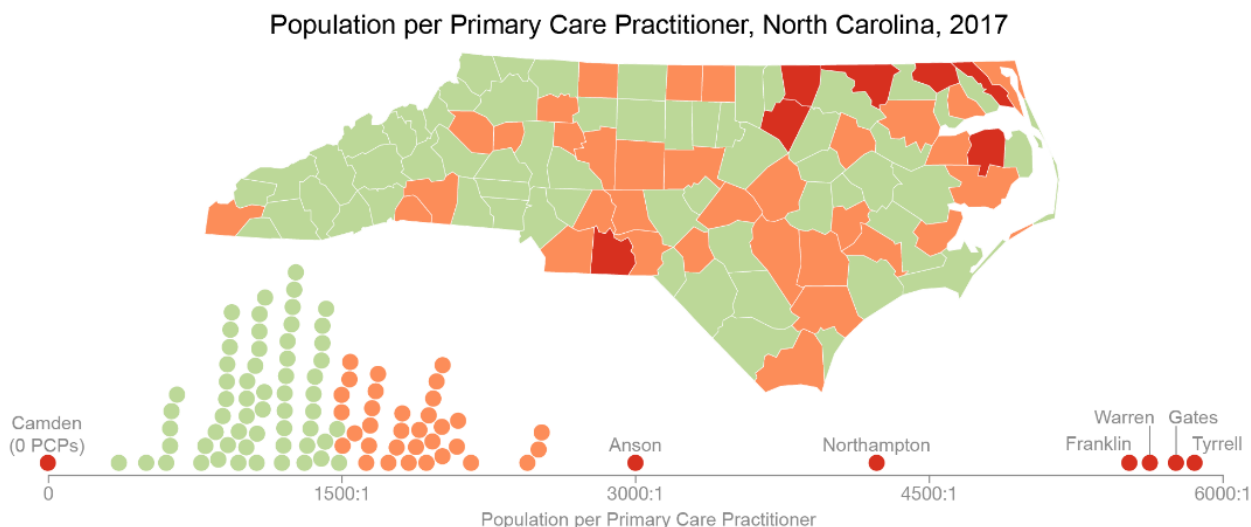 Population per Primary Care Practitioner, North Carolina, 2017
Camden
(0 PCPs)
Anson
Northampton
Warren
Gates
Franklin
Tyrrell
0
1500:1
3000:1
4500:1
6000:1
Population per Primary Care Practitioner